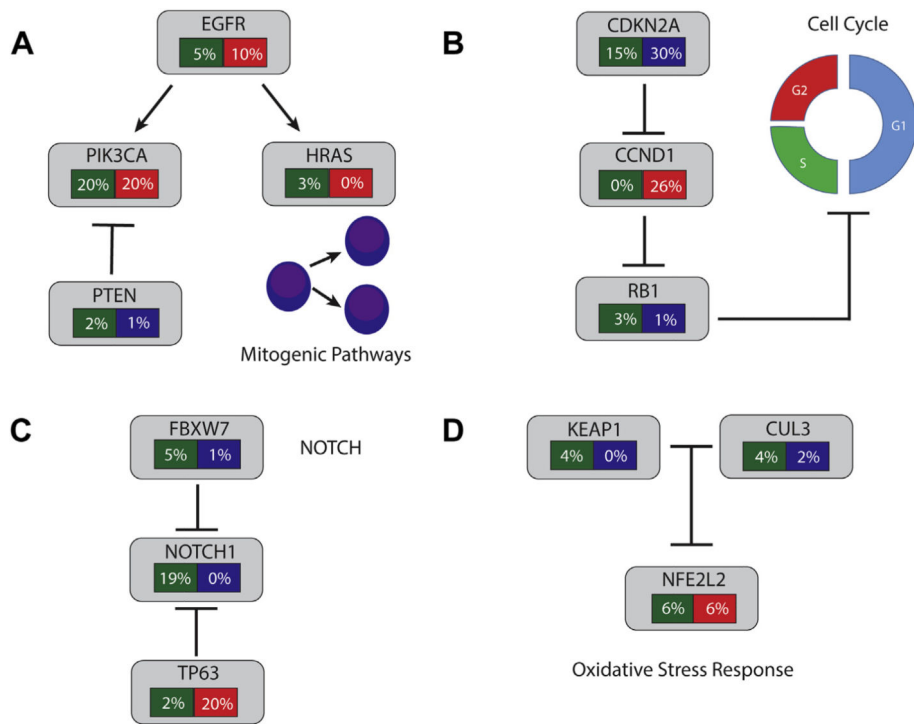 A
EGFR
5% 10%
PIK3CA
20% 20%
HRAS
3% 0%
PTEN
2% 1%
Mitogenic Pathways
B
CDKN2A
15% 30%
CCND1
0% 26%
RB1
3% 1%
Cell Cycle
G2
G1
S
C
FBXW7
5% 1%
NOTCH
NOTCH1
19% 0%
TP63
2% 20%
D
KEAP1
4% 0%
CUL3
4% 2%
NFE2L2
6% 6%
Oxidative Stress Response